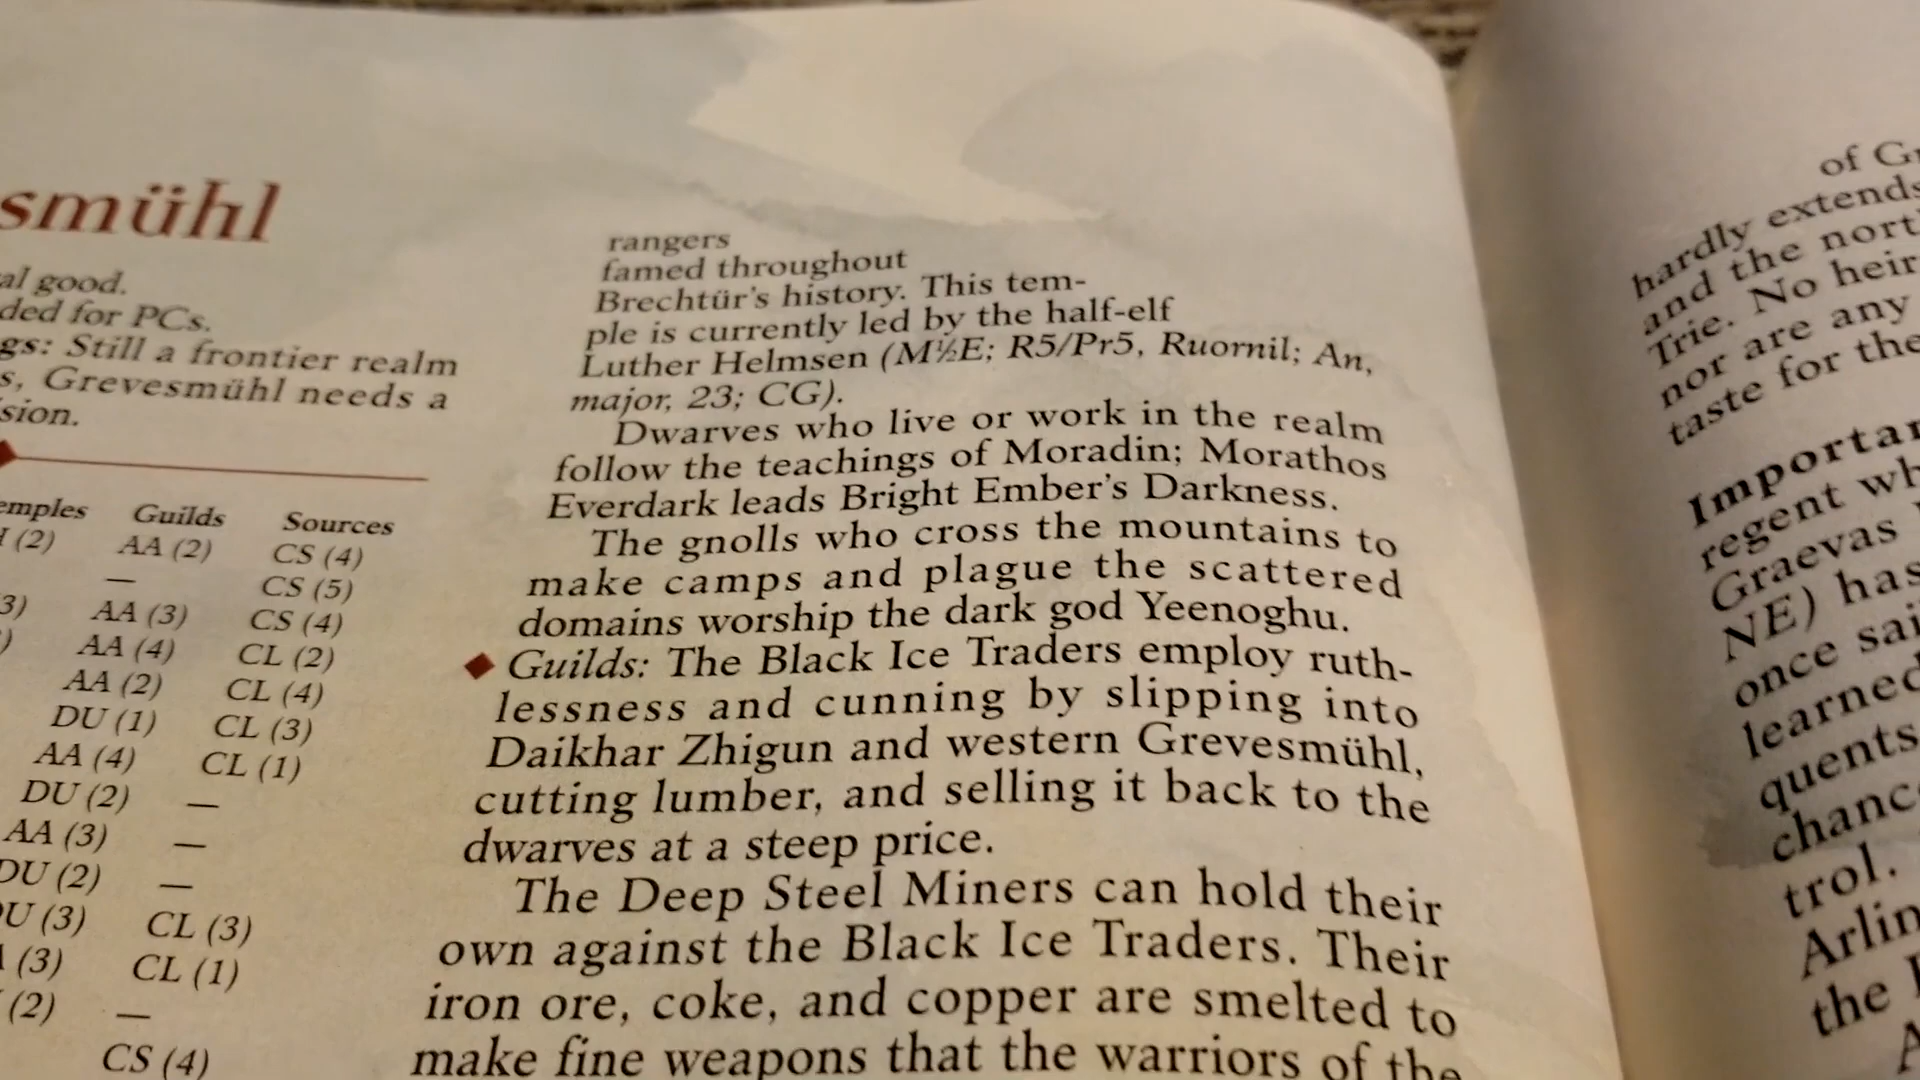 smühl
al good.
ded for PCs.
gs: Still a frontier realm
s, Grevesmühl needs a
sion.
emples Guilds Sources
(2) AA (2) CS (4)
— CS (5)
3) AA (3) CS (4)
) AA (4) CL (2)
AA (2) CL (4)
DU (1) CL (3)
AA (4) CL (1)
DU (2) —
AA (3) —
DU (2) —
U (3) CL (3)
(3) CL (1)
(2) —
CS (4)
rangers
famed throughout
Brechtür's history. This tem-
ple is currently led by the half-elf
Luther Helmsen (M½E; R5/Pr5, Ruornil; An,
major, 23; CG).
Dwarves who live or work in the realm
follow the teachings of Moradin; Morathos
Everdark leads Bright Ember's Darkness.
The gnolls who cross the mountains to
make camps and plague the scattered
domains worship the dark god Yeenoghu.
◆ Guilds: The Black Ice Traders employ ruth-
lessness and cunning by slipping into
Daikhar Zhigun and western Grevesmühl,
cutting lumber, and selling it back to the
dwarves at a steep price.
The Deep Steel Miners can hold their
own against the Black Ice Traders. Their
iron ore, coke, and copper are smelted to
make fine weapons that the warriors of the
of Gr
hardly extends
and the nort
Trie. No heir
nor are any
taste for the
Importan
regent wh
Graevas
NE) has
once sai
learned
quents
chanc
trol.
Arlin
the